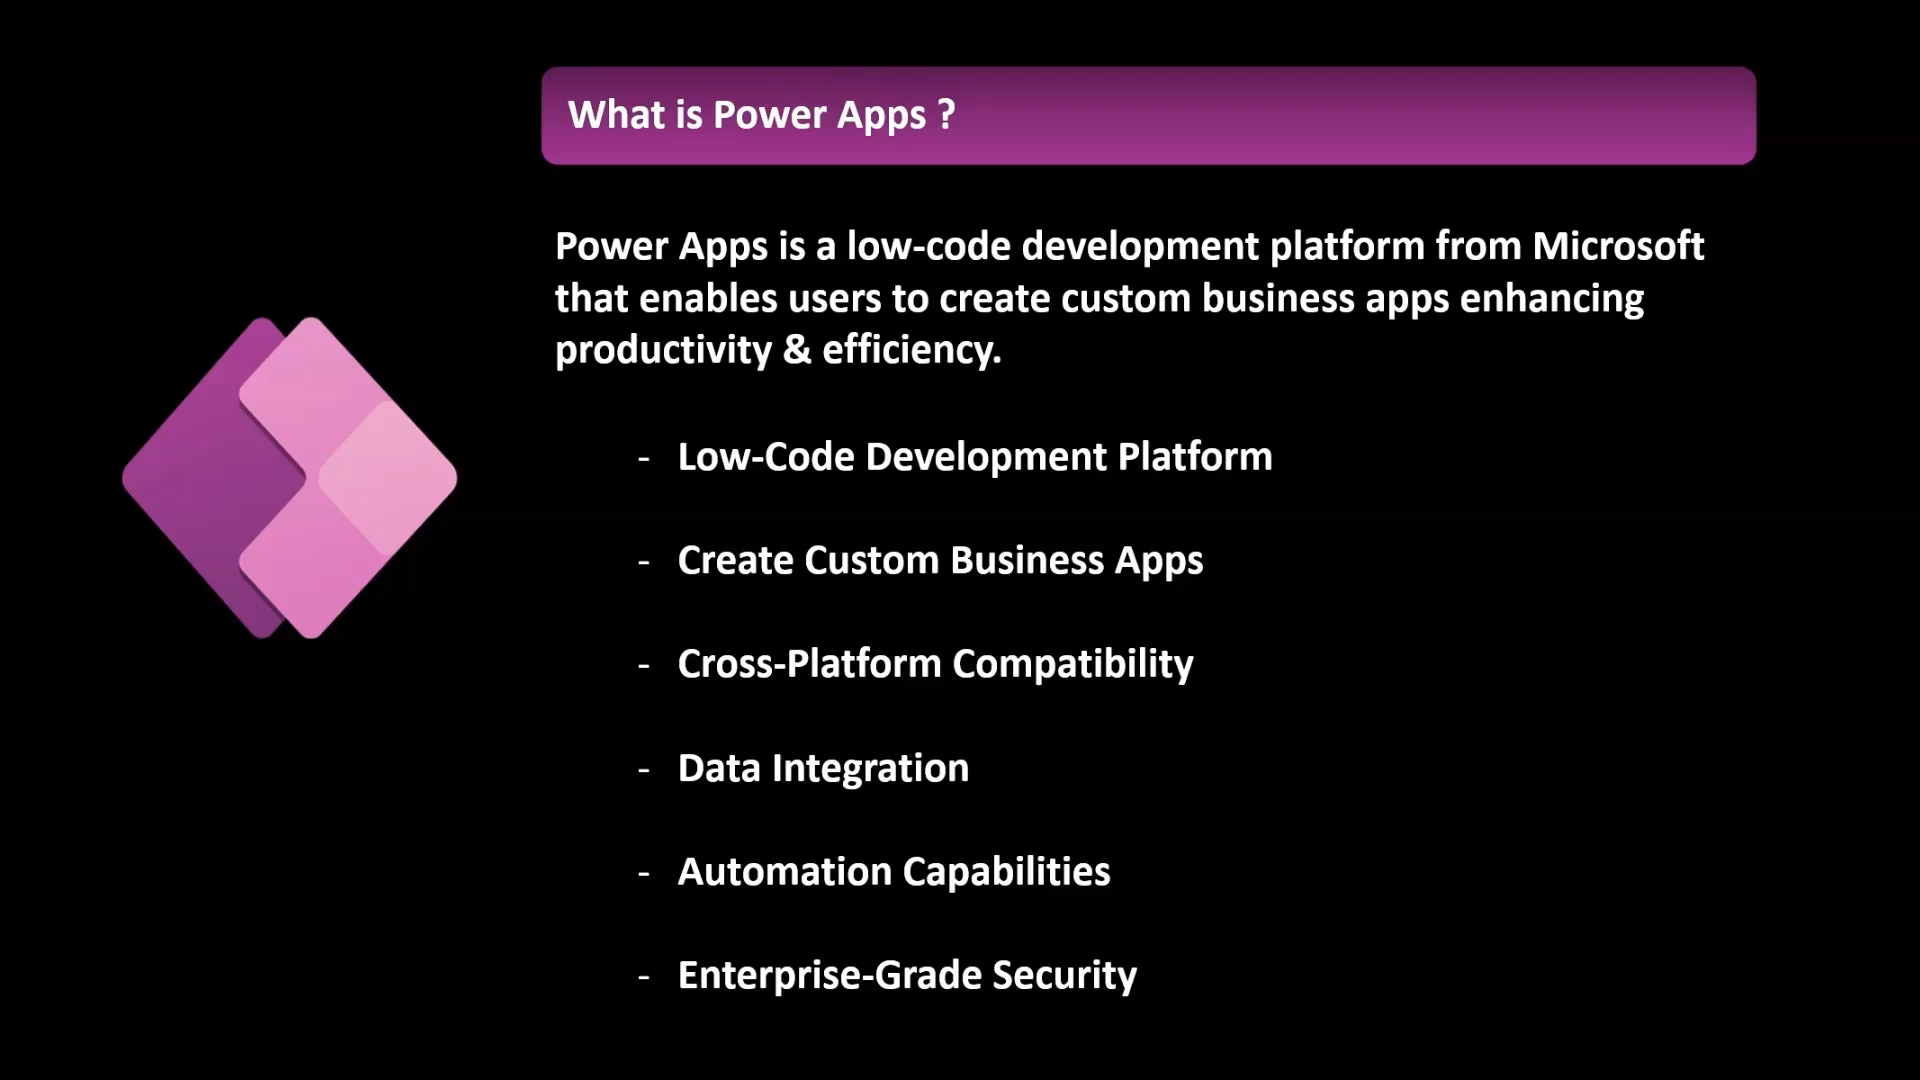 What is Power Apps ?
Power Apps is a low-code development platform from Microsoft
that enables users to create custom business apps enhancing
productivity & efficiency.
- Low-Code Development Platform
- Create Custom Business Apps
- Cross-Platform Compatibility
- Data Integration
- Automation Capabilities
- Enterprise-Grade Security